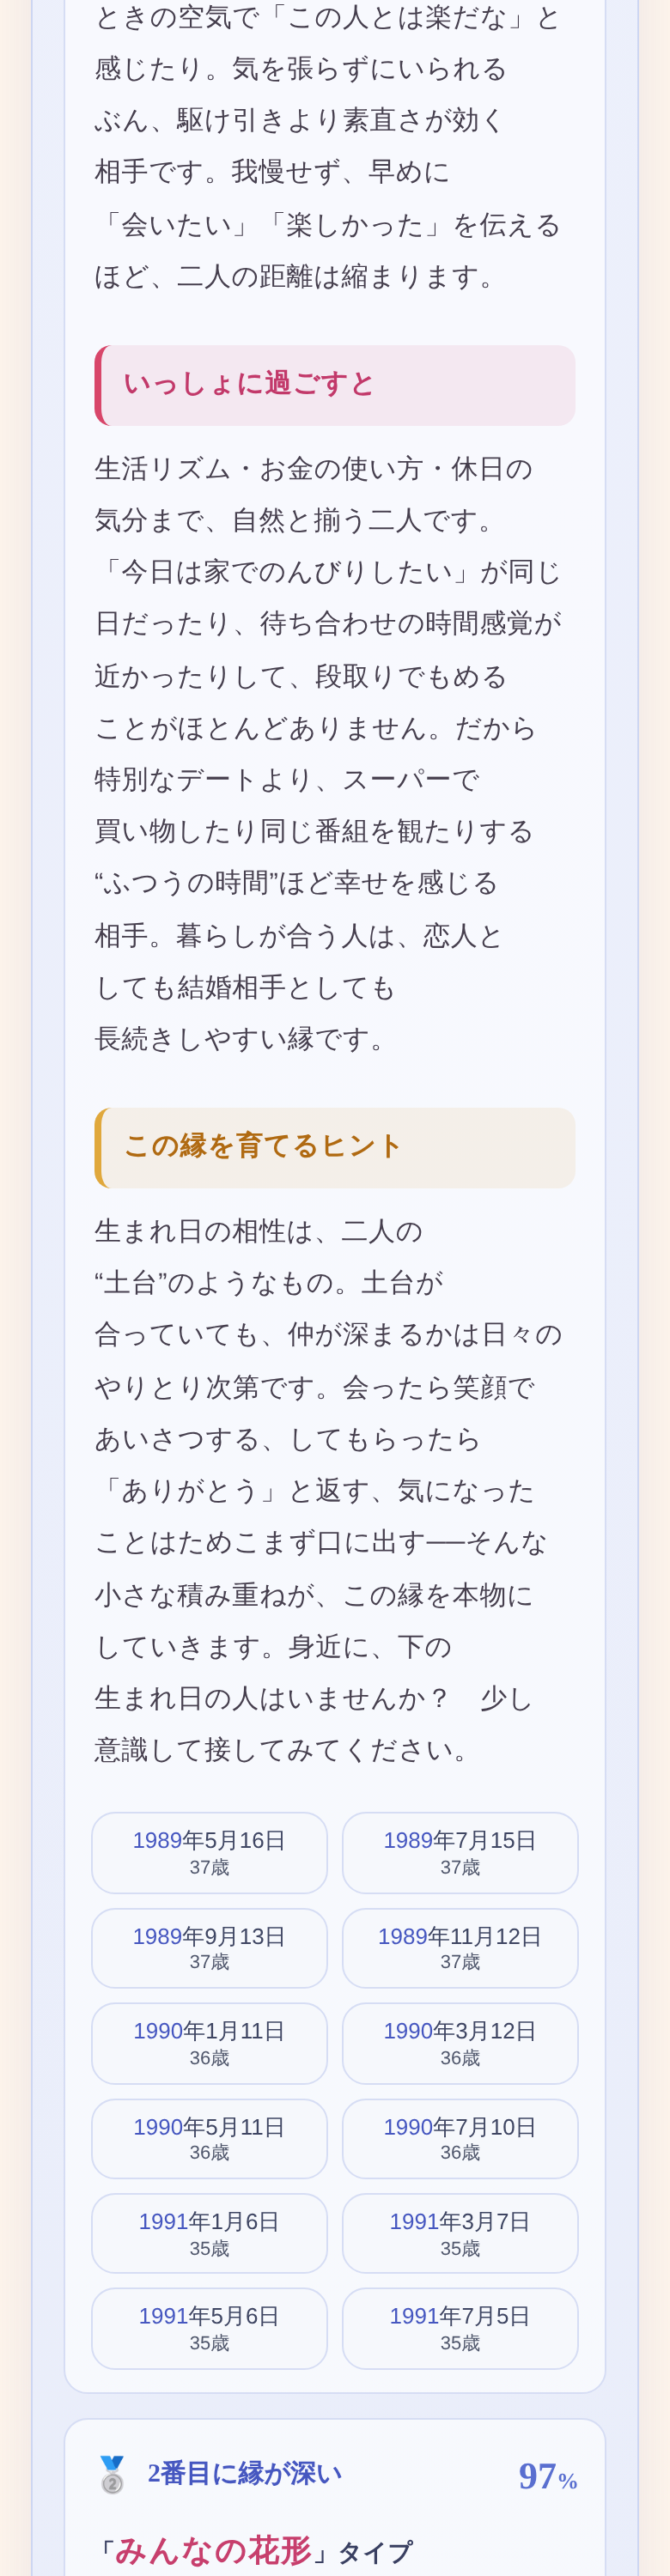 ときの空気で「この人とは楽だな」と
感じたり。気を張らずにいられる
ぶん、駆け引きより素直さが効く
相手です。我慢せず、早めに
「会いたい」「楽しかった」を伝える
ほど、二人の距離は縮まります。
いっしょに過ごすと
生活リズム・お金の使い方・休日の
気分まで、自然と揃う二人です。
「今日は家でのんびりしたい」が同じ
日だったり、待ち合わせの時間感覚が
近かったりして、段取りでもめる
ことがほとんどありません。だから
特別なデートより、スーパーで
買い物したり同じ番組を観たりする
“ふつうの時間”ほど幸せを感じる
相手。暮らしが合う人は、恋人と
しても結婚相手としても
長続きしやすい縁です。
この縁を育てるヒント
生まれ日の相性は、二人の
“土台”のようなもの。土台が
合っていても、仲が深まるかは日々の
やりとり次第です。会ったら笑顔で
あいさつする、してもらったら
「ありがとう」と返す、気になった
ことはためこまず口に出す──そんな
小さな積み重ねが、この縁を本物に
していきます。身近に、下の
生まれ日の人はいませんか？　少し
意識して接してみてください。
1989年5月16日
37歳
1989年7月15日
37歳
1989年9月13日
37歳
1989年11月12日
37歳
1990年1月11日
36歳
1990年3月12日
36歳
1990年5月11日
36歳
1990年7月10日
36歳
1991年1月6日
35歳
1991年3月7日
35歳
1991年5月6日
35歳
1991年7月5日
35歳
2 2番目に縁が深い 97%
「みんなの花形」タイプ